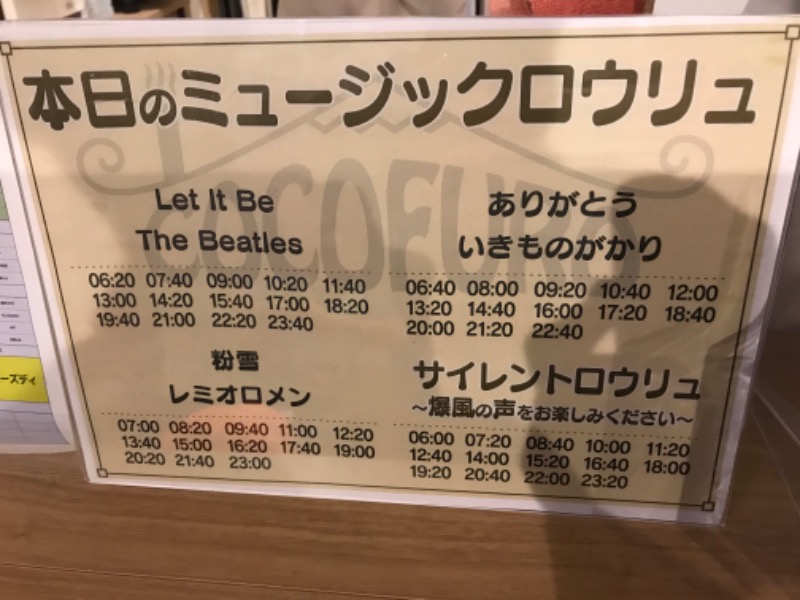 本日のミュージックロウリュ
COCOFURO
Let It Be
The Beatles
06:20 07:40 09:00 10:20 11:40
13:00 14:20 15:40 17:00 18:20
19:40 21:00 22:20 23:40
ありがとう
いきものがかり
06:40 08:00 09:20 10:40 12:00
13:20 14:40 16:00 17:20 18:40
20:00 21:20 22:40
粉雪
レミオロメン
07:00 08:20 09:40 11:00 12:20
13:40 15:00 16:20 17:40 19:00
20:20 21:40 23:00
サイレントロウリュ
～爆風の声をお楽しみください～
06:00 07:20 08:40 10:00 11:20
12:40 14:00 15:20 16:40 18:00
19:20 20:40 22:00 23:20
ーズディ